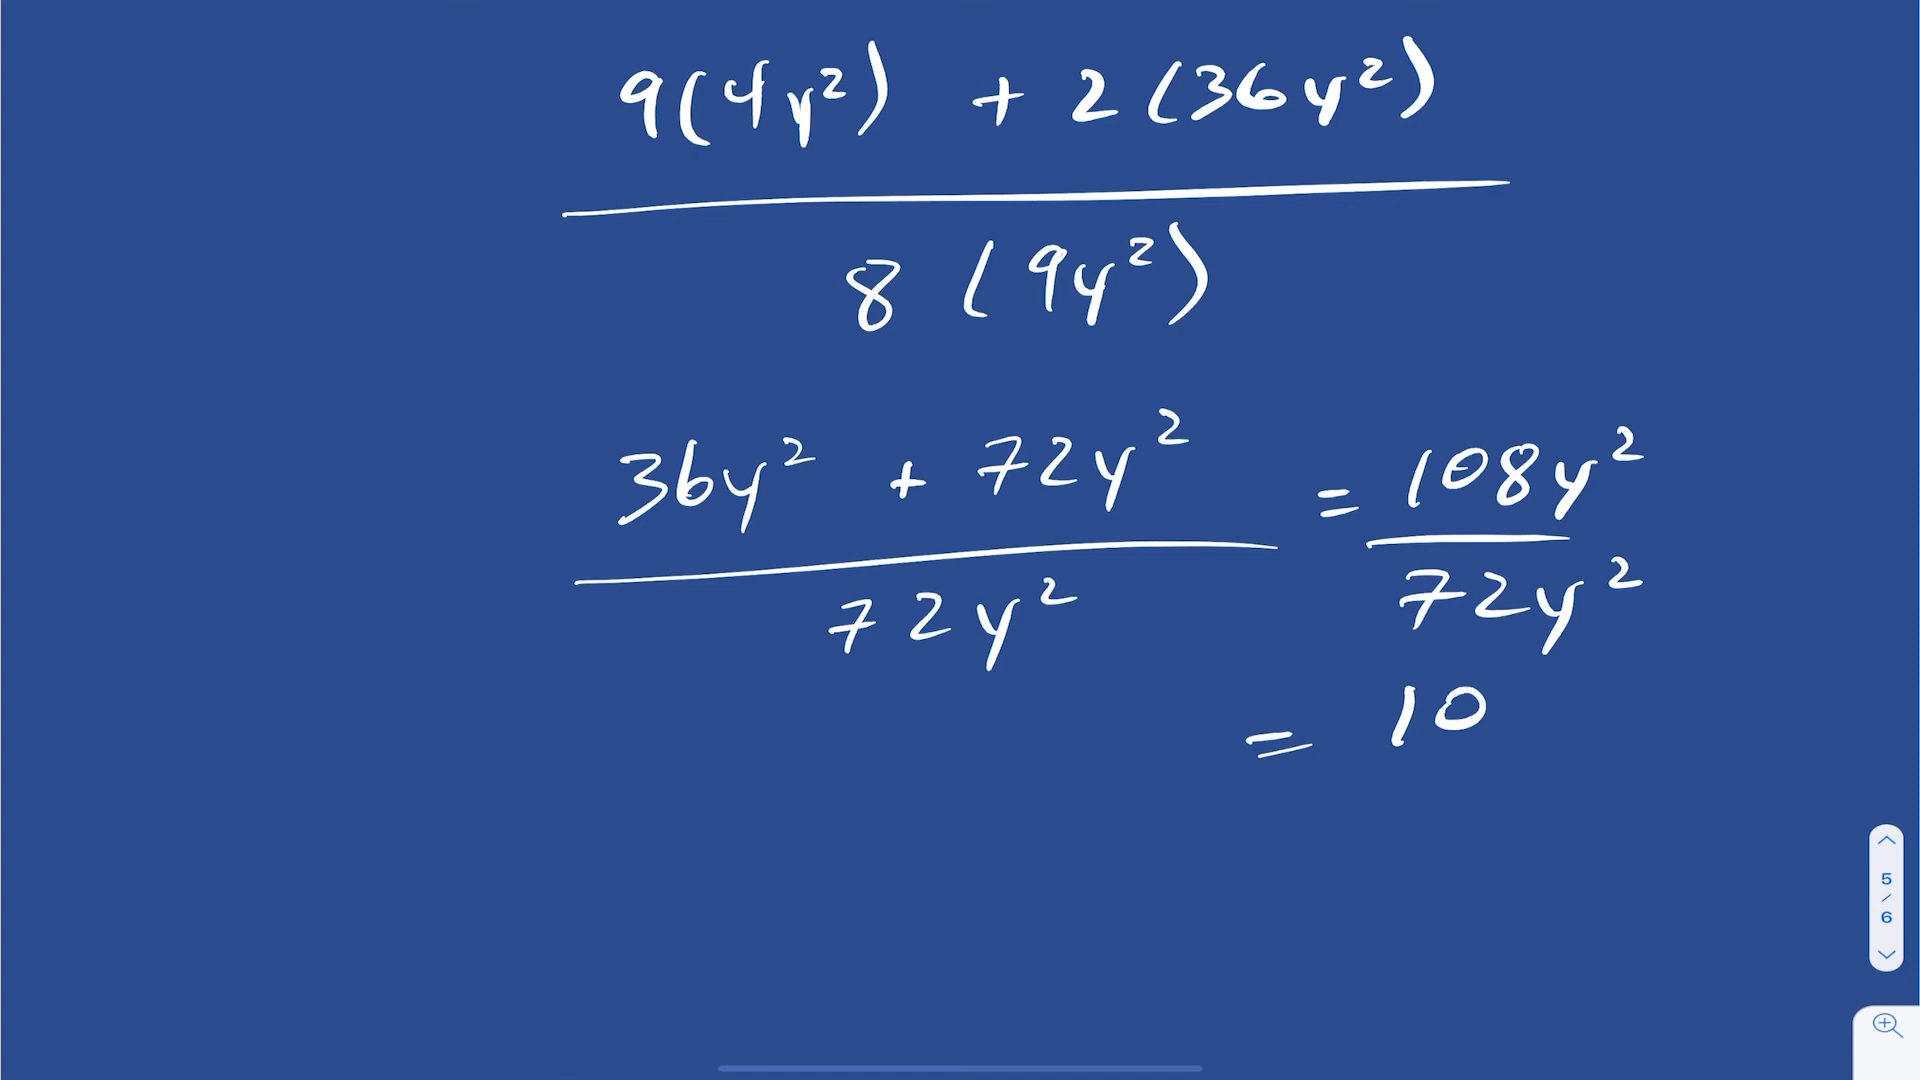 9(4y²) + 2(36y²)
8 (9y²)
36y² + 72y² = 108y²
72y² 72y²
= 10
5
/
6